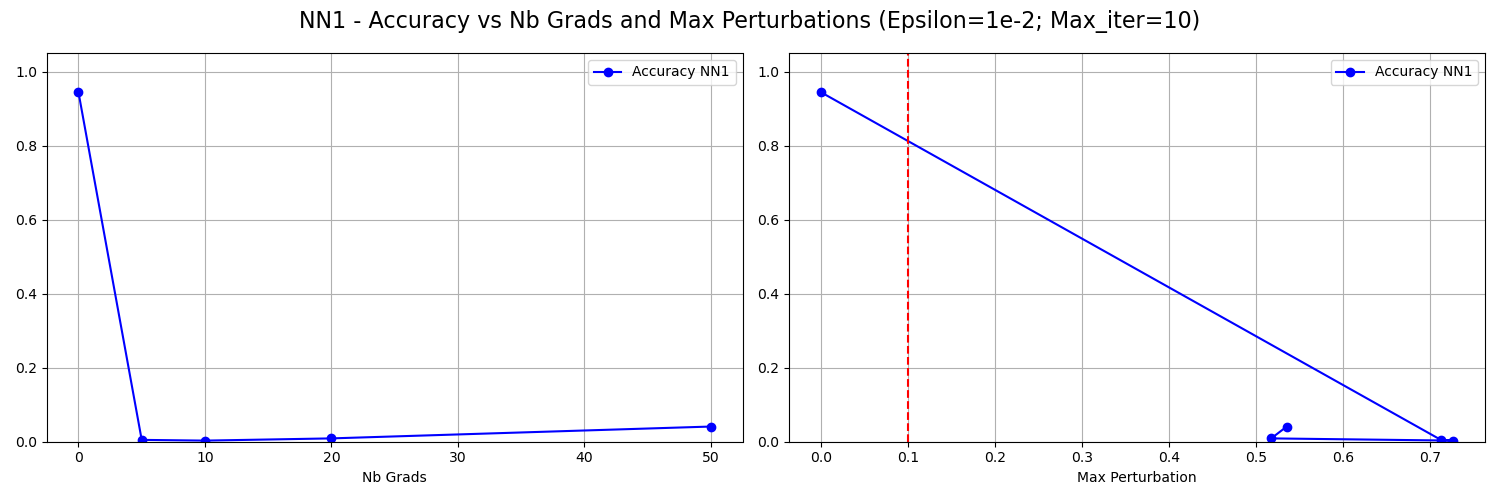 NN1 - Accuracy vs Nb Grads and Max Perturbations (Epsilon=1e-2; Max_iter=10)
Accuracy NN1
1.0
0.8
0.6
0.4
0.2
0.0
0 10 20 30 40 50
Nb Grads
Accuracy NN1
1.0
0.8
0.6
0.4
0.2
0.0
0.0 0.1 0.2 0.3 0.4 0.5 0.6 0.7
Max Perturbation